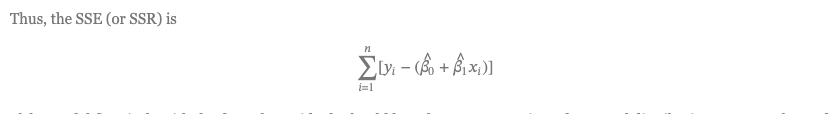 Thus, the SSE (or SSR) is
n
∑[yᵢ − (β̂₀ + β̂₁xᵢ)]
i=1